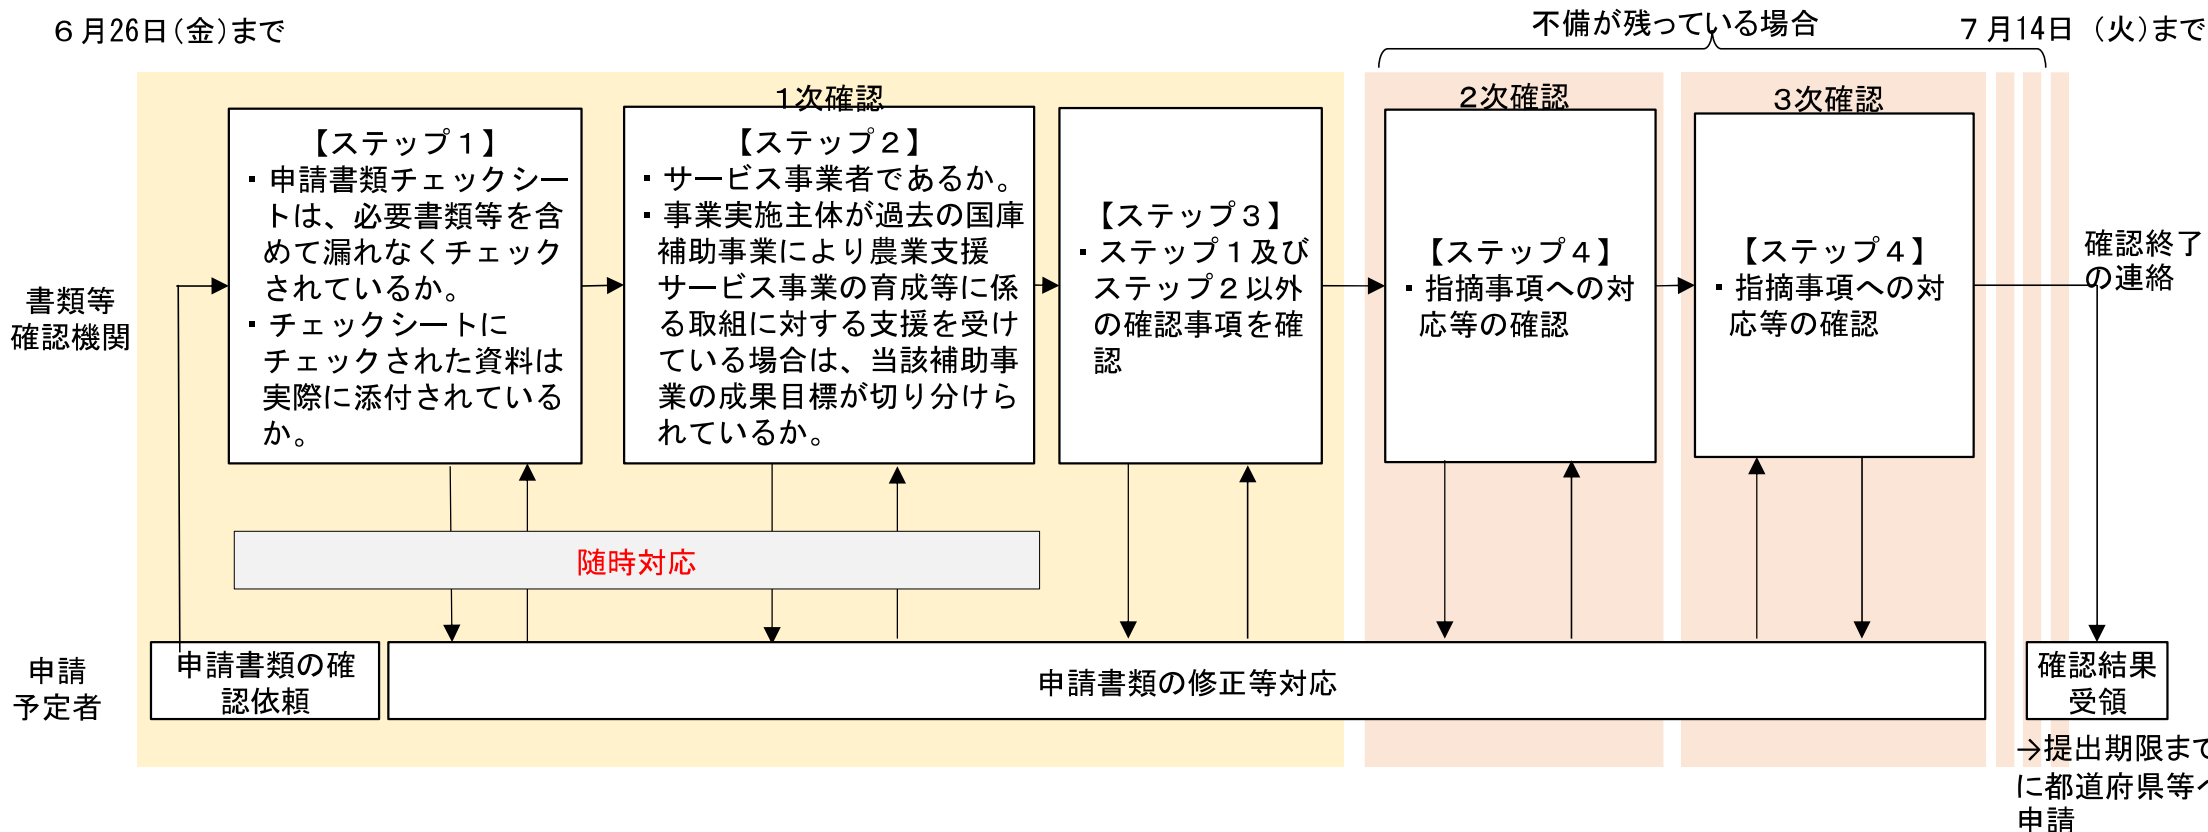 ６月26日(金)まで
不備が残っている場合
７月14日（火)まで
１次確認
２次確認
３次確認
【ステップ１】
・申請書類チェックシー
トは、必要書類等を含
めて漏れなくチェック
されているか。
・チェックシートに
チェックされた資料は
実際に添付されている
か。
【ステップ２】
・サービス事業者であるか。
・事業実施主体が過去の国庫
補助事業により農業支援
サービス事業の育成等に係
る取組に対する支援を受け
ている場合は、当該補助事
業の成果目標が切り分けら
れているか。
【ステップ３】
・ステップ１及び
ステップ２以外
の確認事項を確
認
【ステップ４】
・指摘事項への対
応等の確認
【ステップ４】
・指摘事項への対
応等の確認
確認終了
の連絡
書類等
確認機関
随時対応
申請
予定者
申請書類の確
認依頼
申請書類の修正等対応
確認結果
受領
→提出期限まで
に都道府県等へ
申請